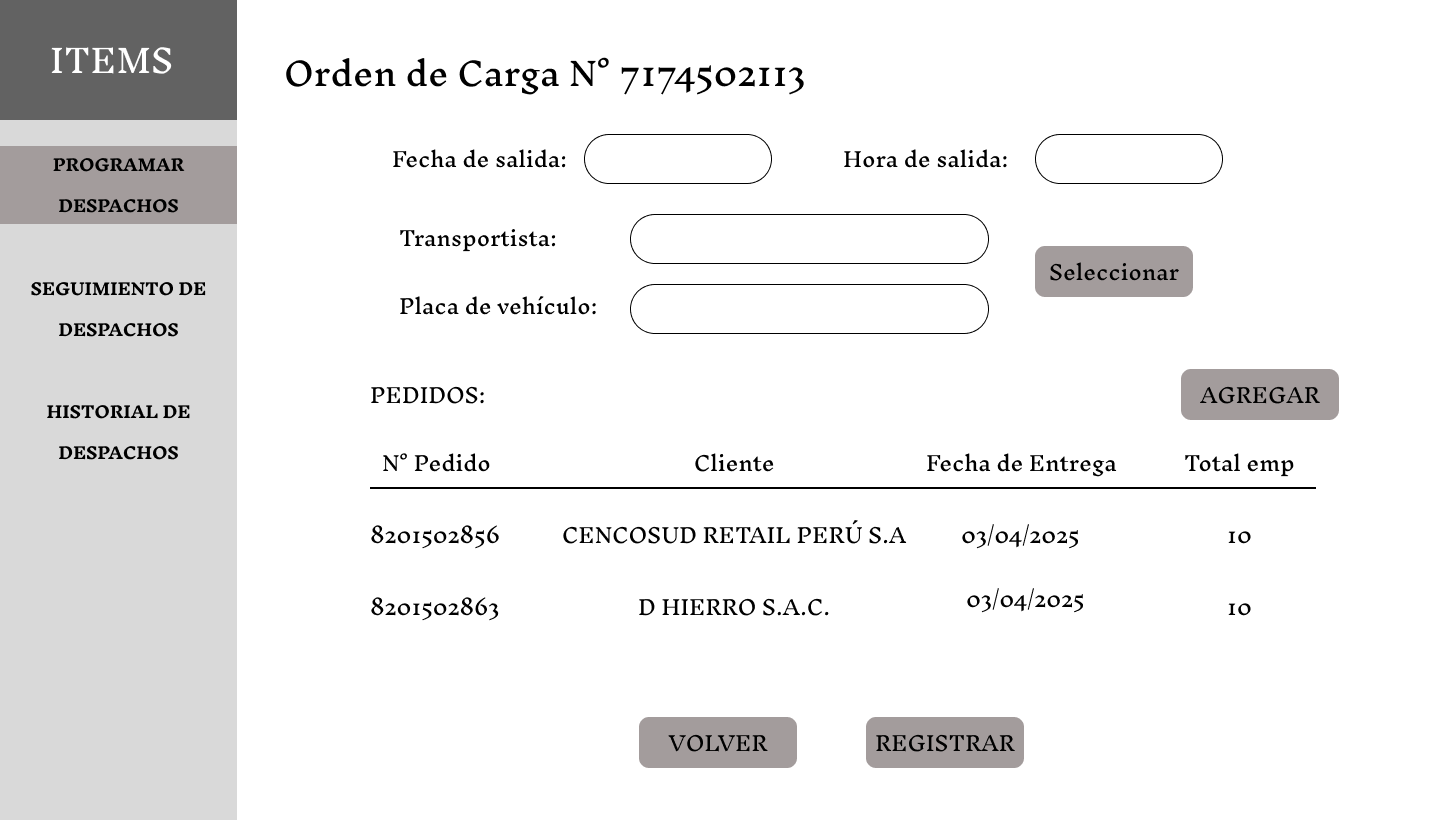 ITEMS
PROGRAMAR
DESPACHOS
SEGUIMIENTO DE
DESPACHOS
HISTORIAL DE
DESPACHOS
Orden de Carga N° 7174502113
Fecha de salida:
Hora de salida:
Transportista:
Placa de vehículo:
Seleccionar
PEDIDOS:
AGREGAR
N° Pedido Cliente Fecha de Entrega Total emp
8201502856 CENCOSUD RETAIL PERÚ S.A 03/04/2025 10
8201502863 D HIERRO S.A.C. 03/04/2025 10
VOLVER
REGISTRAR